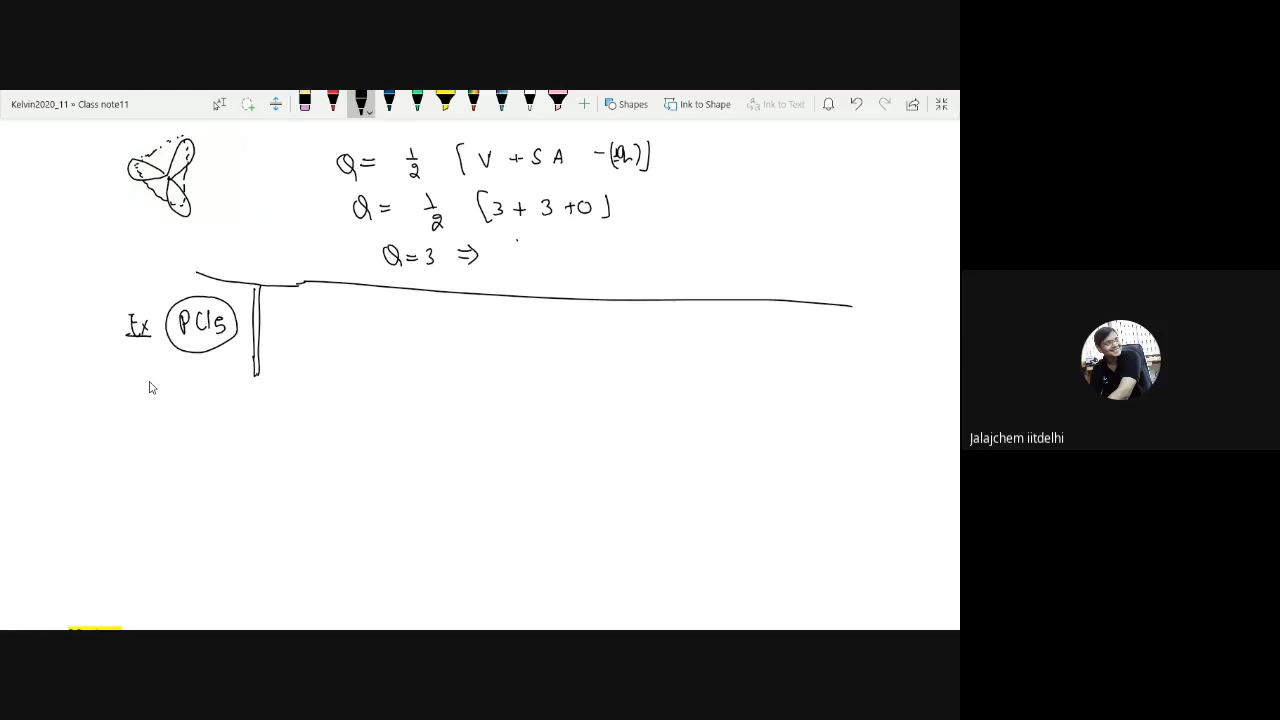 Kelvin2020_11 » Class note11
Shapes
Ink to Shape
Ink to Text
Q = 1/2 [ V + S A - ( ) ]
Q = 1/2 [ 3 + 3 + 0 ]
Q = 3 ⇒
Ex PCl5
Jalajchem iitdelhi